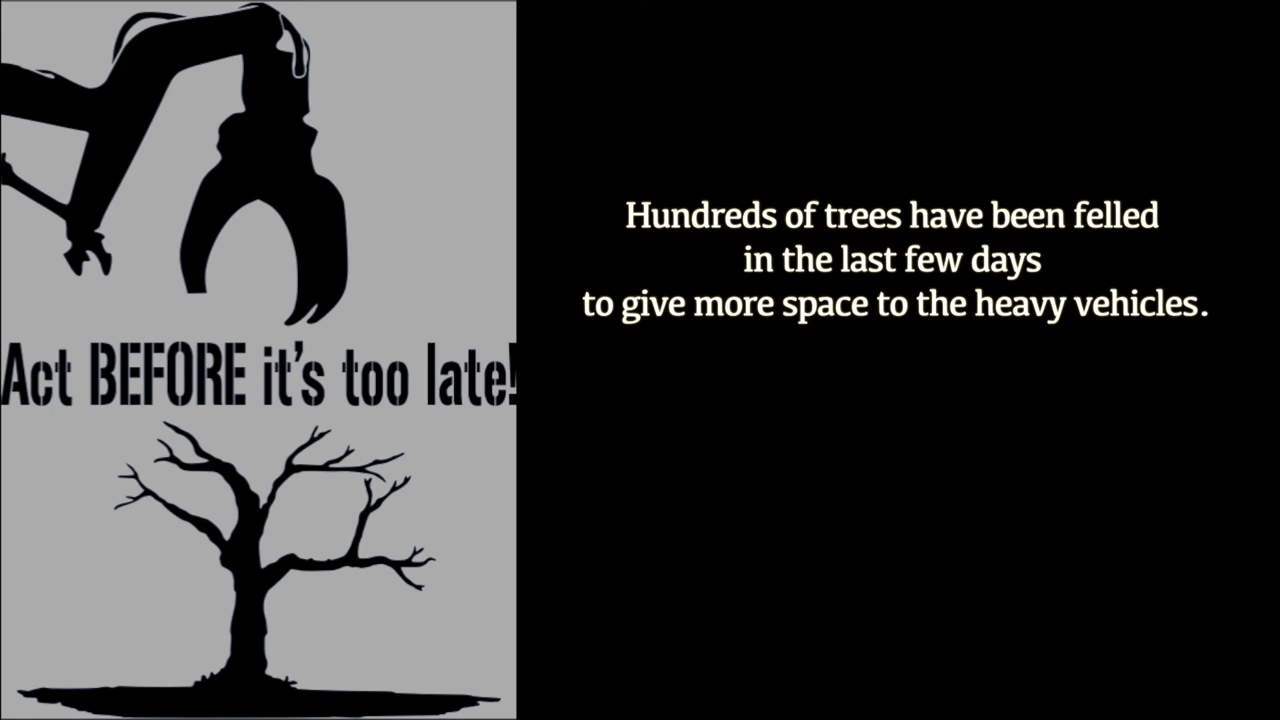 Act BEFORE it's too late!
Hundreds of trees have been felled
in the last few days
to give more space to the heavy vehicles.